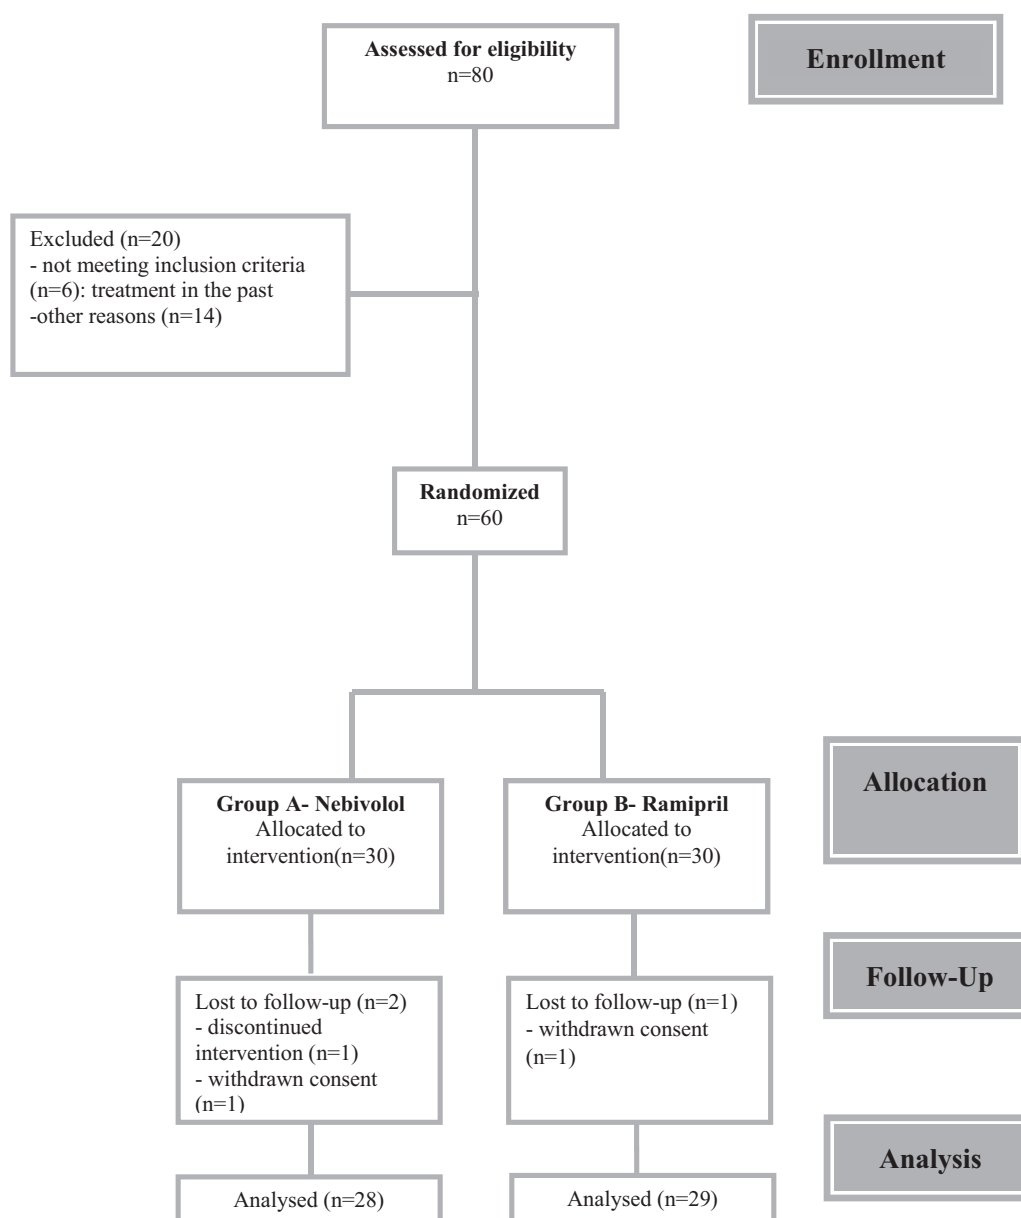 Assessed for eligibility
n=80
Enrollment
Excluded (n=20)
- not meeting inclusion criteria
(n=6): treatment in the past
-other reasons (n=14)
Randomized
n=60
Group A- Nebivolol
Allocated to
intervention(n=30)
Group B- Ramipril
Allocated to
intervention(n=30)
Allocation
Lost to follow-up (n=2)
- discontinued
intervention (n=1)
- withdrawn consent
(n=1)
Lost to follow-up (n=1)
- withdrawn consent
(n=1)
Follow-Up
Analysed (n=28)
Analysed (n=29)
Analysis